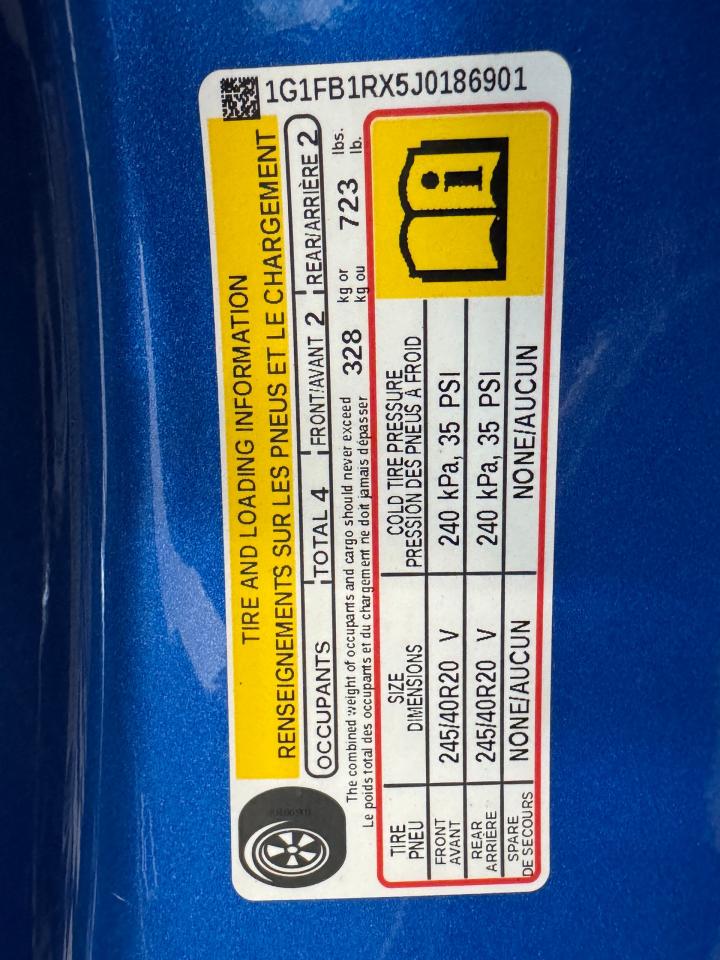 1G1FB1RX5J0186901
TIRE AND LOADING INFORMATION
RENSEIGNEMENTS SUR LES PNEUS ET LE CHARGEMENT
OCCUPANTS TOTAL 4 FRONT/AVANT 2 REAR/ARRIÈRE 2
The combined weight of occupants and cargo should never exceed 328 kg or 723 lbs.
Le poids total des occupants et du chargement ne doit jamais dépasser kg ou lb.
TIRE SIZE COLD TIRE PRESSURE
PNEU DIMENSIONS PRESSION DES PNEUS À FROID
FRONT
AVANT 245/40R20 V 240 kPa, 35 PSI
REAR
ARRIÈRE 245/40R20 V 240 kPa, 35 PSI
SPARE
DE SECOURS NONE/AUCUN NONE/AUCUN
i